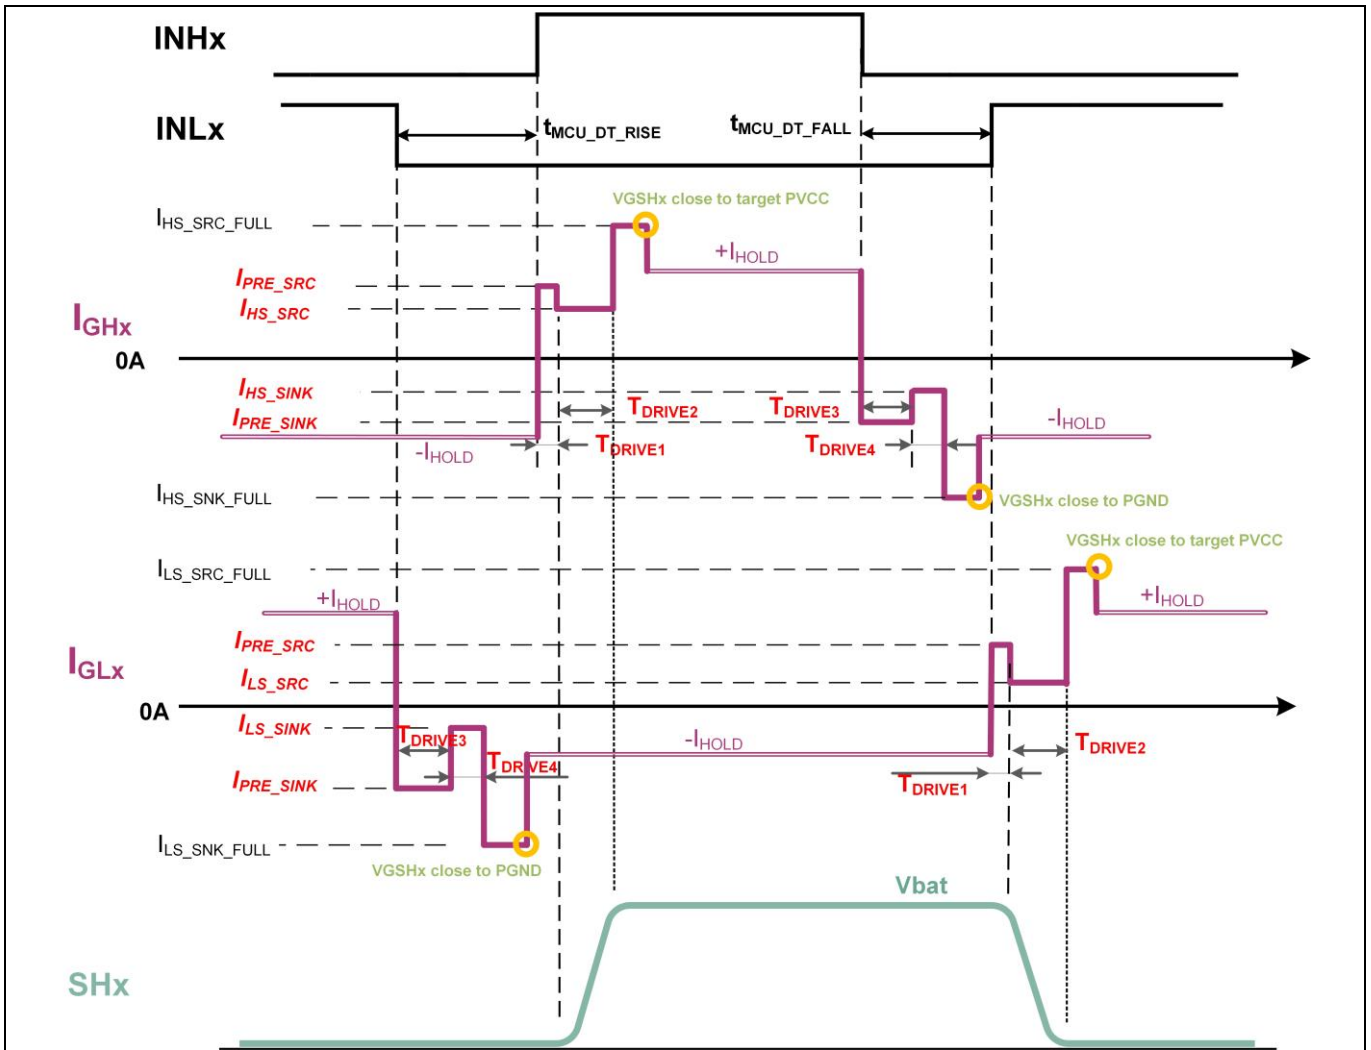 INHx
INLx
tMCU_DT_RISE
tMCU_DT_FALL
VGSHx close to target PVCC
IHS_SRC_FULL
+IHOLD
IPRE_SRC
IHS_SRC
IGHx
0A
IHS_SINK
IPRE_SINK
TDRIVE2
TDRIVE3
-IHOLD
-IHOLD
TDRIVE1
TDRIVE4
IHS_SNK_FULL
VGSHx close to PGND
VGSHx close to target PVCC
ILS_SRC_FULL
+IHOLD
+IHOLD
IPRE_SRC
IGLx
ILS_SRC
0A
ILS_SINK
TDRIVE3
-IHOLD
TDRIVE2
TDRIVE4
IPRE_SINK
TDRIVE1
ILS_SNK_FULL
VGSHx close to PGND
Vbat
SHx